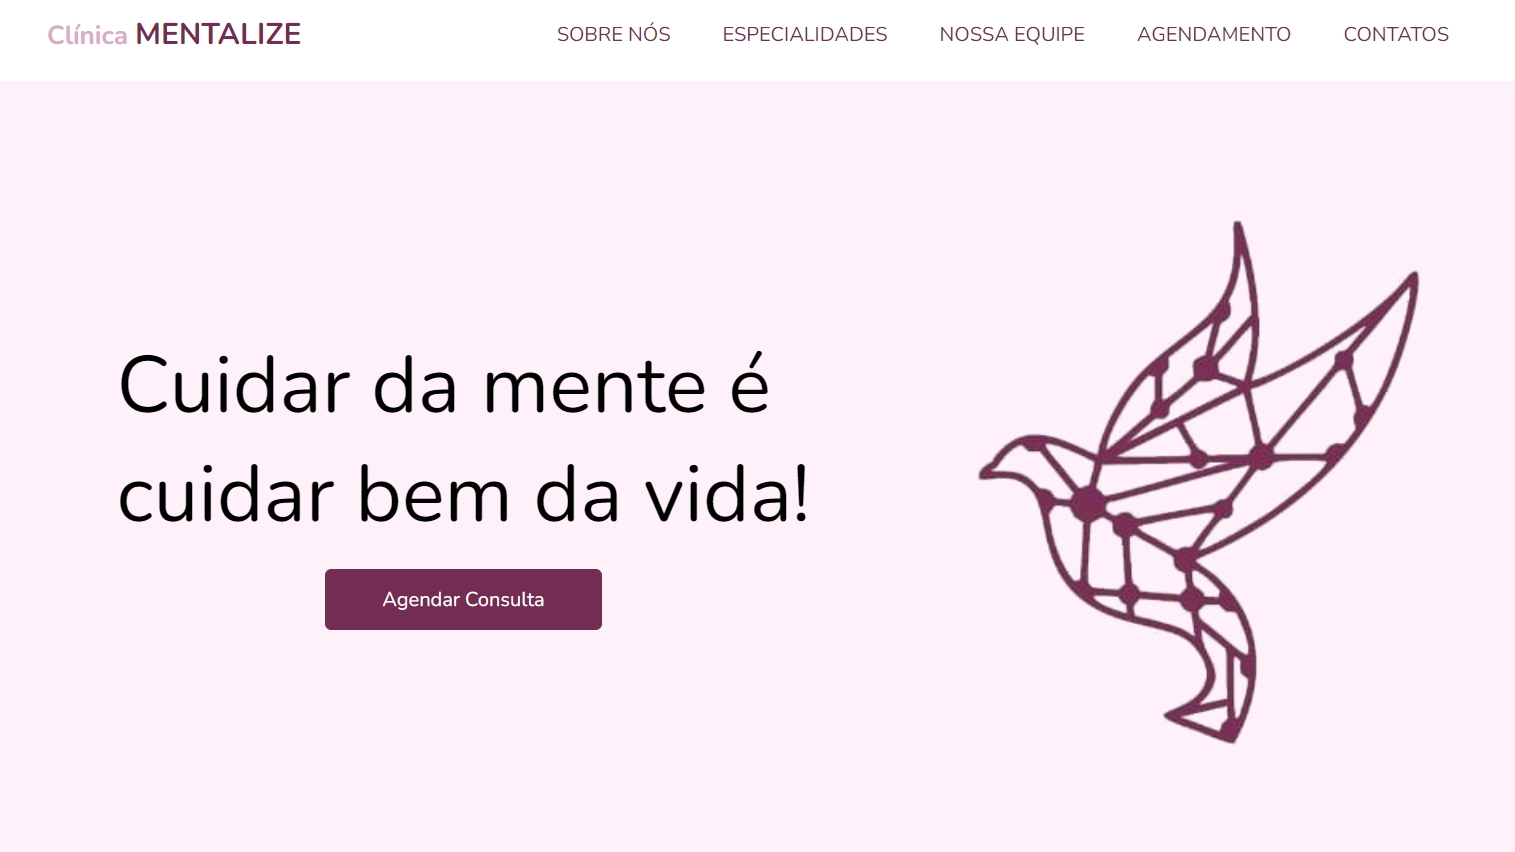 Clínica MENTALIZE
SOBRE NÓS
ESPECIALIDADES
NOSSA EQUIPE
AGENDAMENTO
CONTATOS
Cuidar da mente é
cuidar bem da vida!
Agendar Consulta